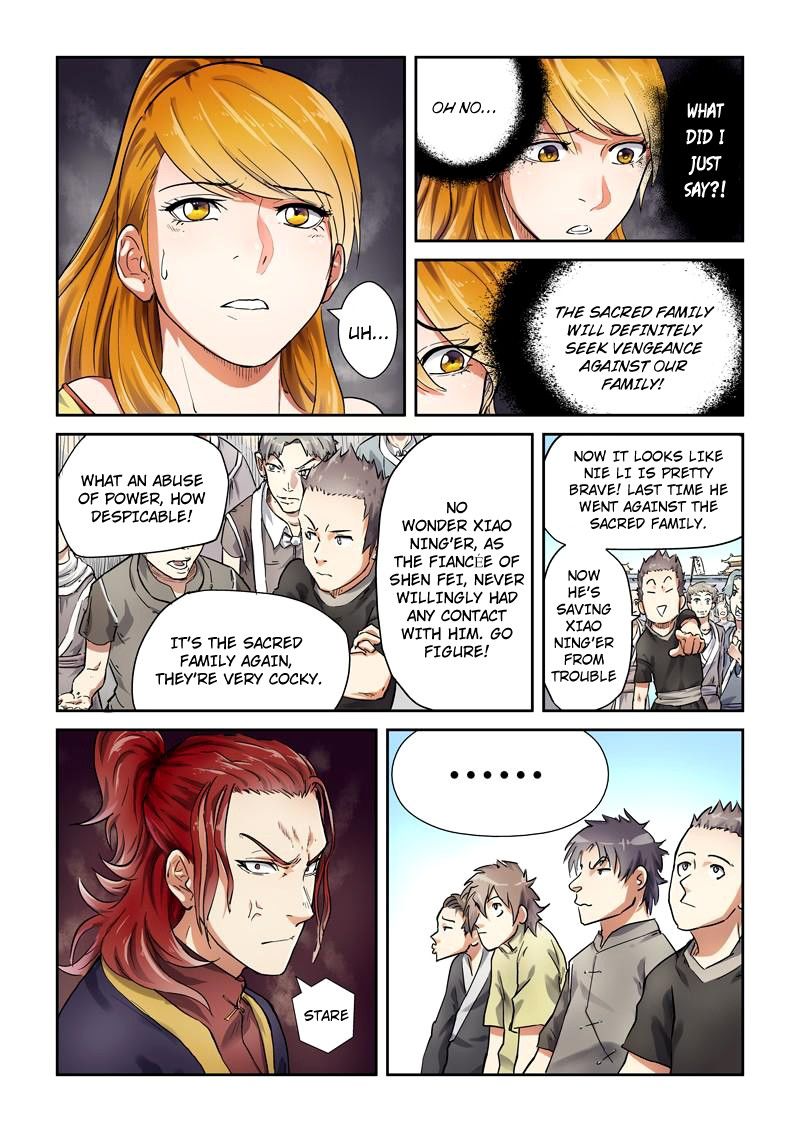 UH...
OH NO...
WHAT
DID I
JUST
SAY?!
THE SACRED FAMILY
WILL DEFINITELY
SEEK VENGEANCE
AGAINST OUR
FAMILY!
WHAT AN ABUSE
OF POWER, HOW
DESPICABLE!
IT'S THE SACRED
FAMILY AGAIN,
THEY'RE VERY COCKY.
NO
WONDER XIAO
NING'ER, AS
THE FIANCÉE OF
SHEN FEI, NEVER
WILLINGLY HAD
ANY CONTACT
WITH HIM. GO
FIGURE!
NOW IT LOOKS LIKE
NIE LI IS PRETTY
BRAVE! LAST TIME HE
WENT AGAINST THE
SACRED FAMILY.
NOW
HE'S
SAVING
XIAO
NING'ER
FROM
TROUBLE
STARE
••••••